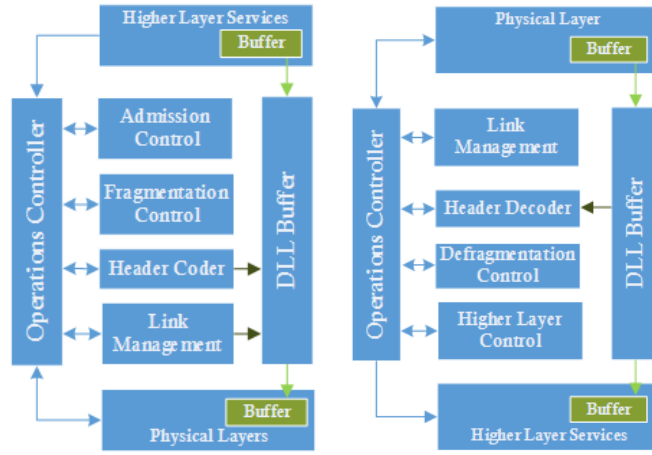 Higher Layer Services
Buffer
Operations Controller
Admission
Control
Fragmentation
Control
Header Coder
Link
Management
DLL Buffer
Buffer
Physical Layers
Physical Layer
Buffer
Operations Controller
Link
Management
Header Decoder
Defragmentation
Control
Higher Layer
Control
DLL Buffer
Buffer
Higher Layer Services